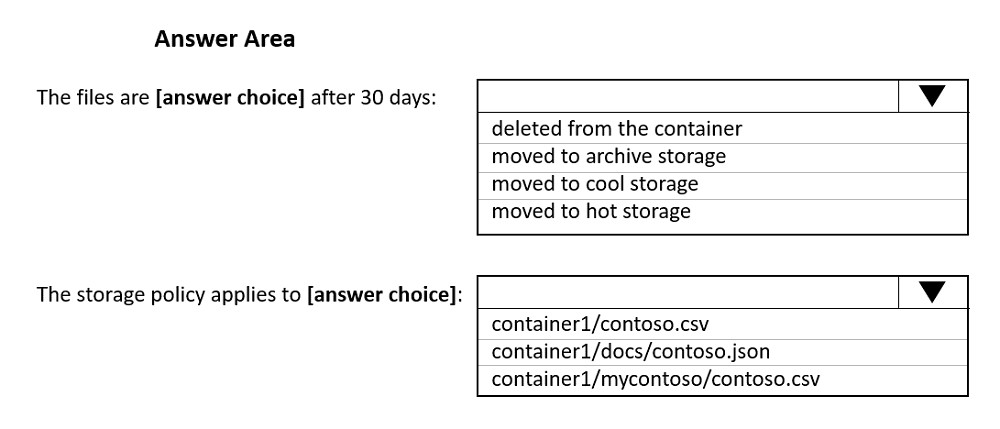 Answer Area
The files are [answer choice] after 30 days:
deleted from the container
moved to archive storage
moved to cool storage
moved to hot storage
The storage policy applies to [answer choice]:
container1/contoso.csv
container1/docs/contoso.json
container1/mycontoso/contoso.csv